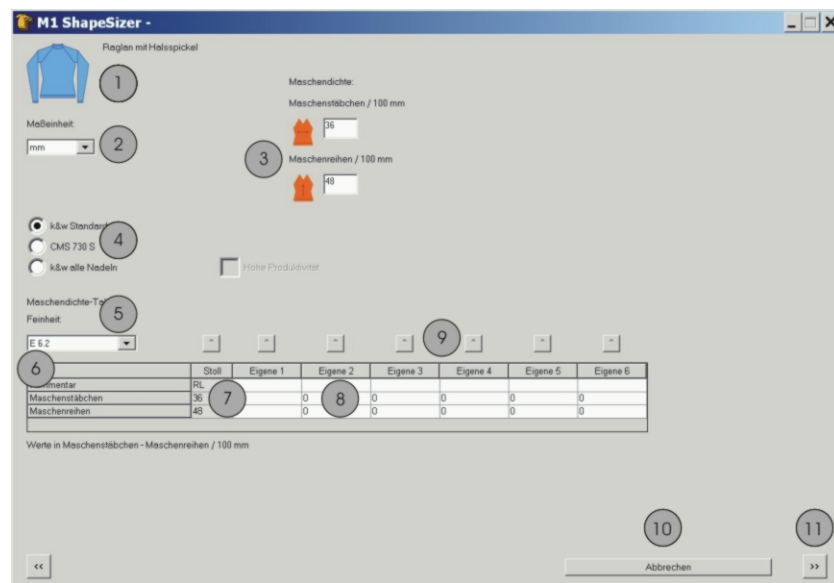 M1 ShapeSizer -
Raglan mit Halsspickel
1
Maschendichte:
Maschenstäbchen / 100 mm
36
Maßeinheit:
2
mm
3
Maschenreihen / 100 mm
48
k&w Standard
4
CMS 730 S
k&w alle Nadeln
Hohe Produktivität
Maschendichte-Ta
5
Feinheit:
E 6.2
^ ^ ^ ^ 9 ^ ^ ^
6
Stoll Eigene 1 Eigene 2 Eigene 3 Eigene 4 Eigene 5 Eigene 6
RL
Maschenstäbchen 36 7 0 8 0 0 0 0
Maschenreihen 48 0 0 0 0 0
Werte in Maschenstäbchen - Maschenreihen / 100 mm
10
11
<< Abbrechen >>